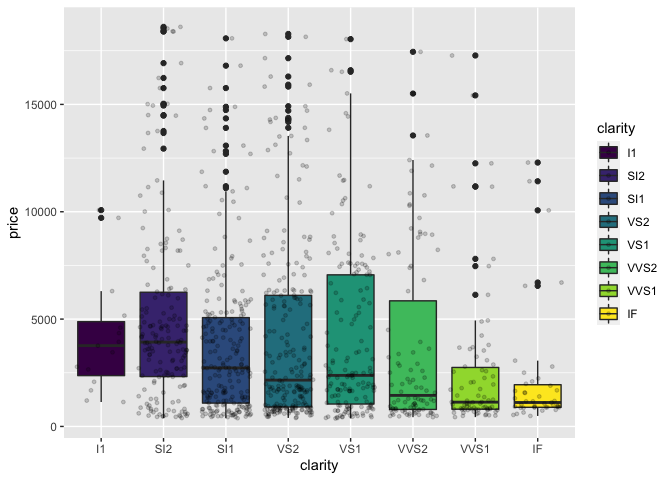 15000
10000
5000
0
price
I1 SI2 SI1 VS2 VS1 VVS2 VVS1 IF
clarity
clarity
I1
SI2
SI1
VS2
VS1
VVS2
VVS1
IF